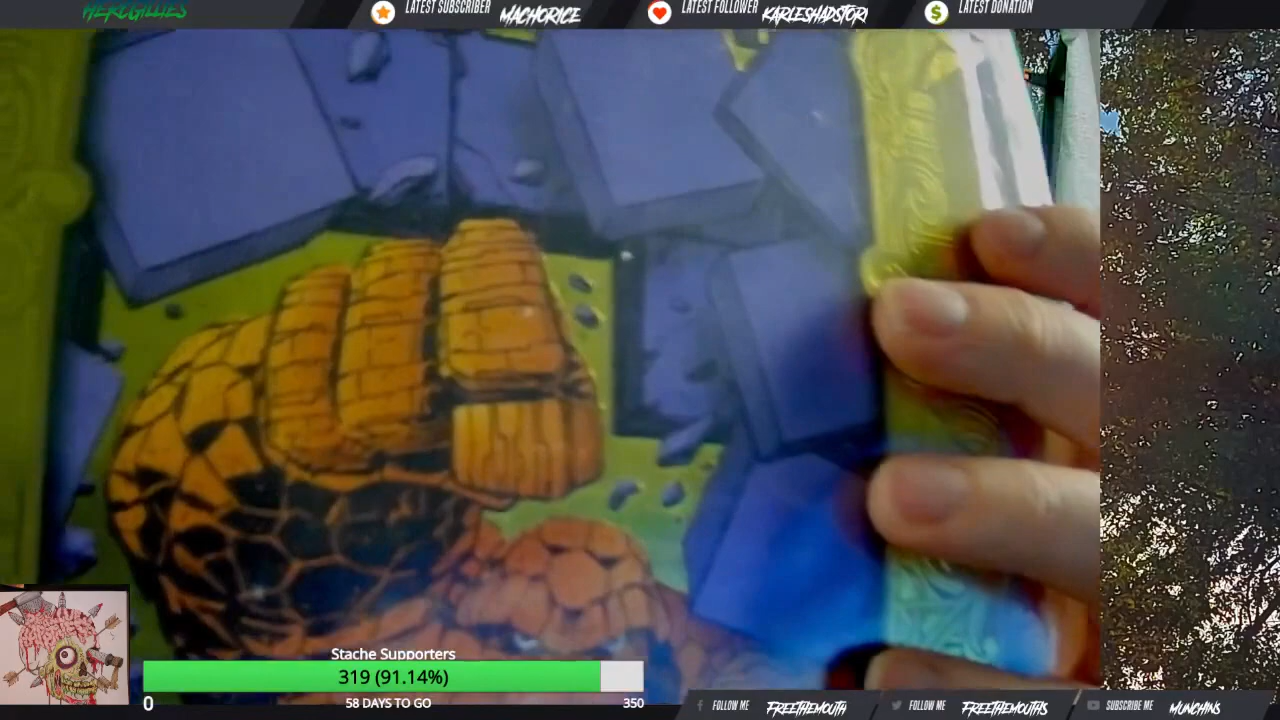 HEROGILLIES
LATEST SUBSCRIBER
MACHORICE
LATEST FOLLOWER
KARLESHADSTORI
LATEST DONATION
Stache Supporters
319 (91.14%)
0
58 DAYS TO GO
350
FOLLOW ME
FREETHEMOUTH
FOLLOW ME
FREETHEMOUTHS
SUBSCRIBE ME
MUNCHINS